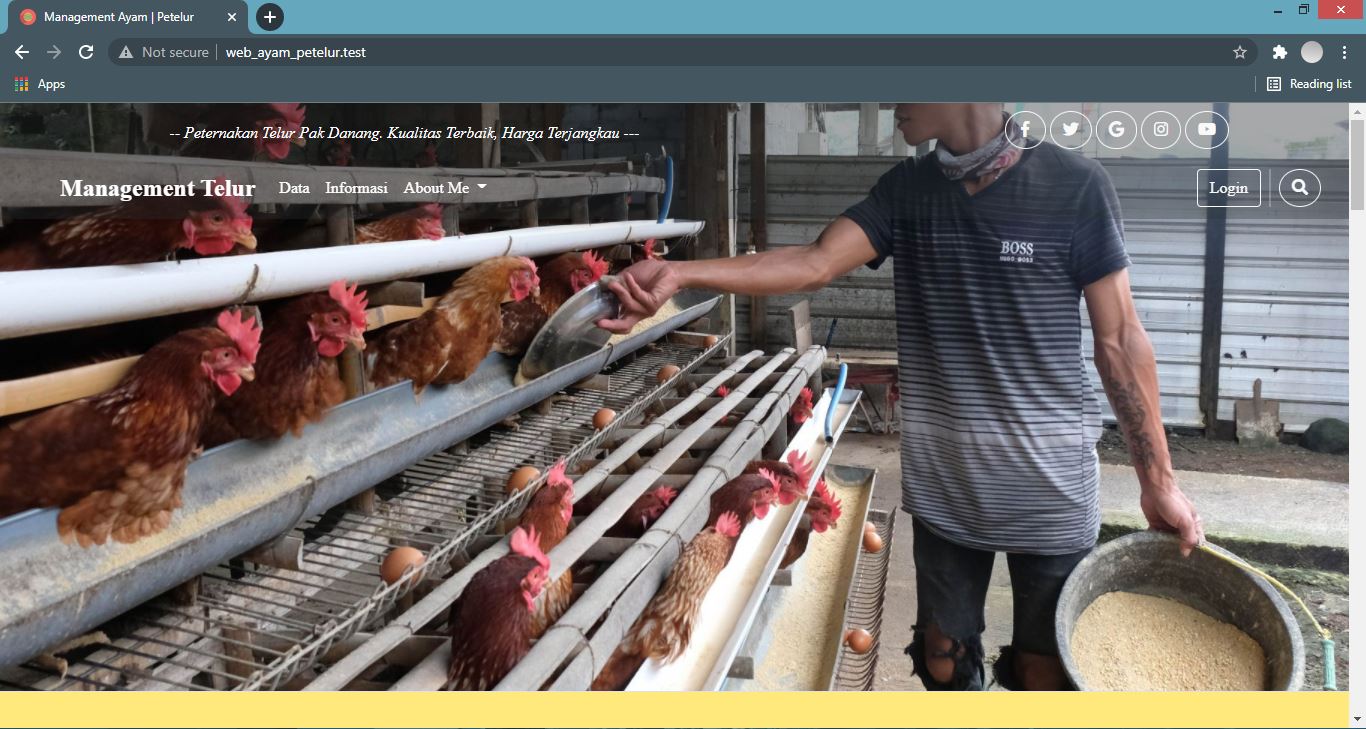 Management Ayam | Petelur
Not secure
web_ayam_petelur.test
Apps
Reading list
-- Peternakan Telur Pak Danang. Kualitas Terbaik, Harga Terjangkau ---
Management Telur
Data
Informasi
About Me
Login
BOSS
HUGO BOSS